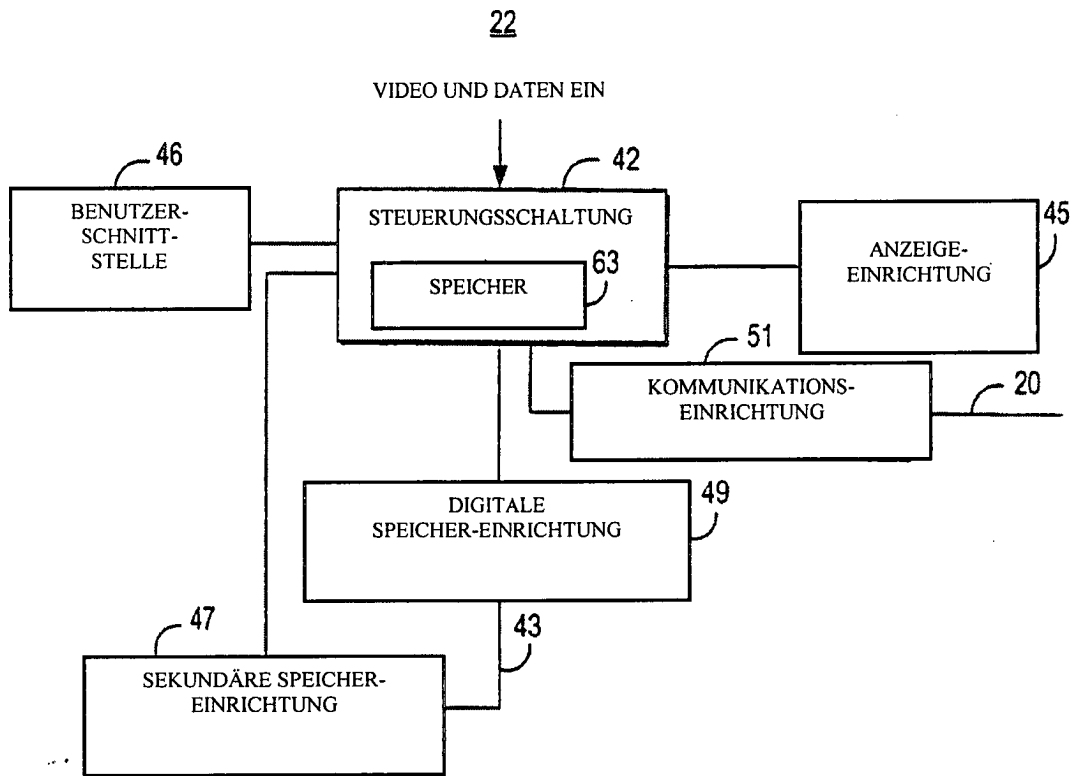 22
VIDEO UND DATEN EIN
46
42
45
BENUTZER-
SCHNITT-
STELLE
STEUERUNGSSCHALTUNG
SPEICHER
63
ANZEIGE-
EINRICHTUNG
51
KOMMUNIKATIONS-
EINRICHTUNG
20
DIGITALE
SPEICHER-EINRICHTUNG
49
47
43
SEKUNDÄRE SPEICHER-
EINRICHTUNG